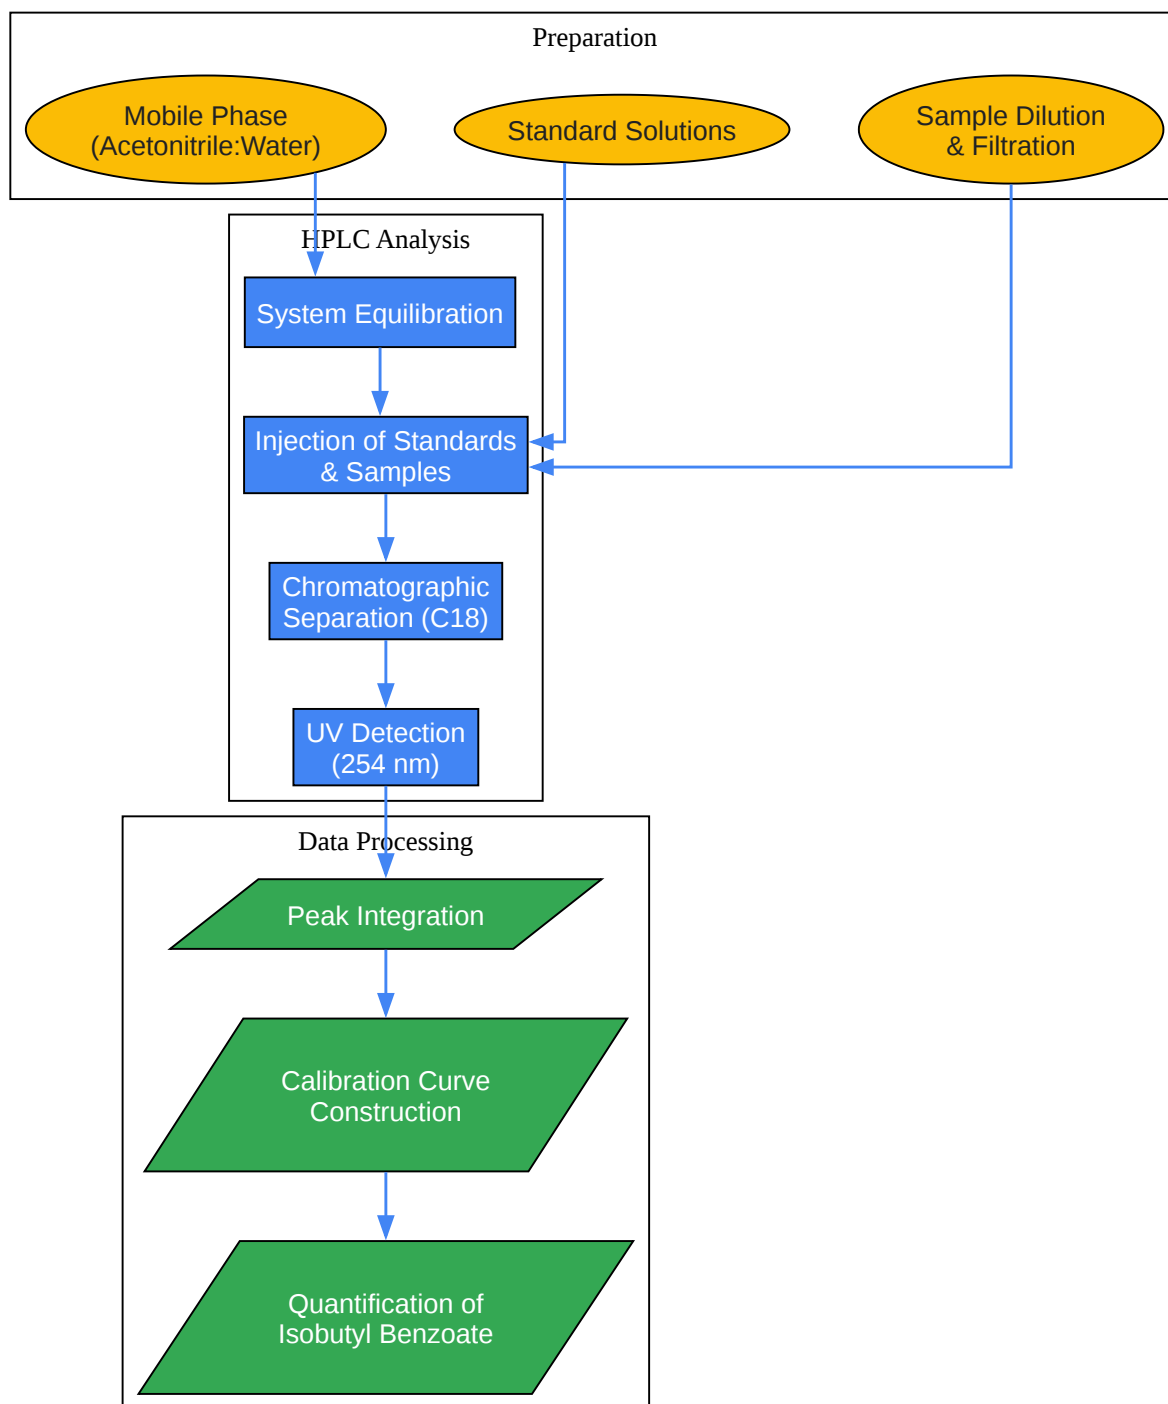 Preparation
Mobile Phase
(Acetonitrile:Water)
Standard Solutions
Sample Dilution
& Filtration
HPLC Analysis
System Equilibration
Injection of Standards
& Samples
Chromatographic
Separation (C18)
UV Detection
(254 nm)
Data Processing
Peak Integration
Calibration Curve
Construction
Quantification of
Isobutyl Benzoate